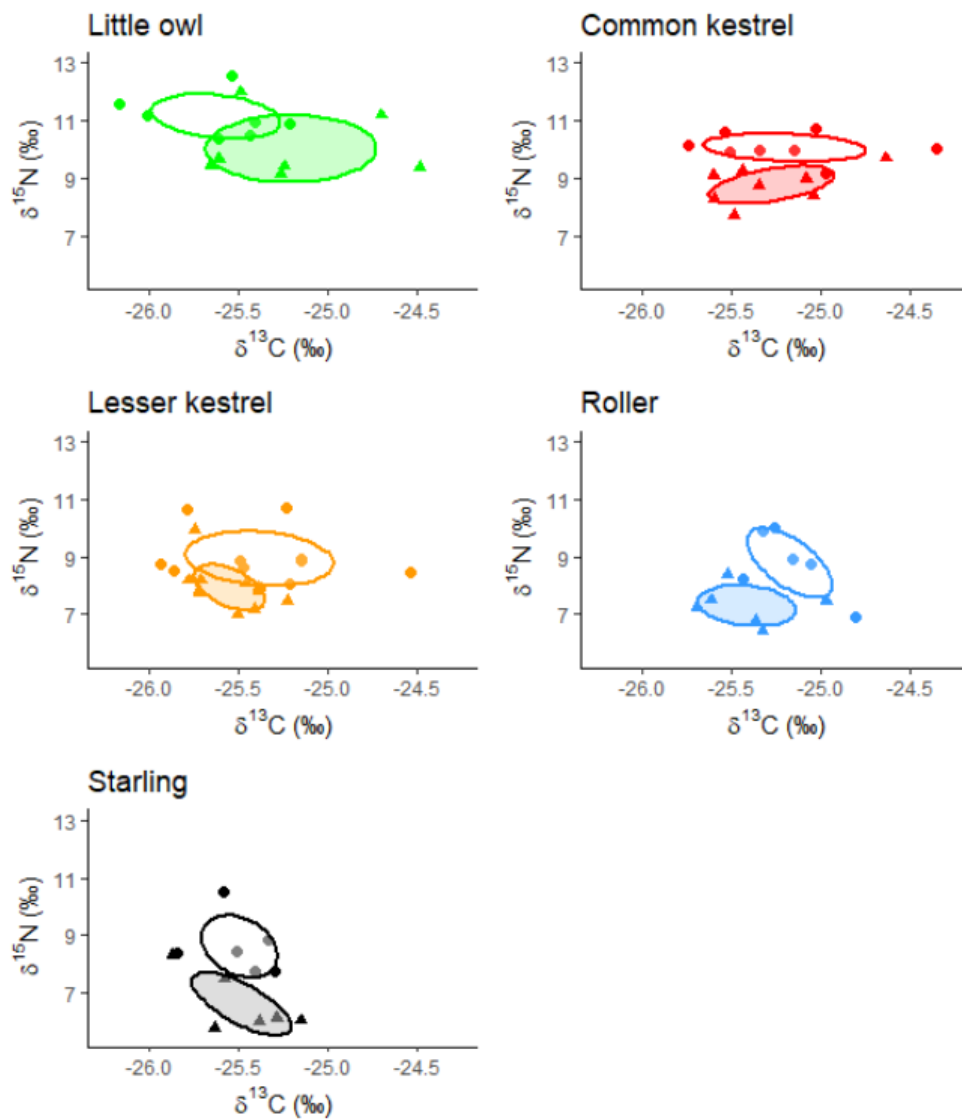 Little owl
Common kestrel
13
11
9
7
δ¹⁵N (‰)
-26.0 -25.5 -25.0 -24.5
δ¹³C (‰)
13
11
9
7
δ¹⁵N (‰)
-26.0 -25.5 -25.0 -24.5
δ¹³C (‰)
Lesser kestrel
Roller
13
11
9
7
δ¹⁵N (‰)
-26.0 -25.5 -25.0 -24.5
δ¹³C (‰)
13
11
9
7
δ¹⁵N (‰)
-26.0 -25.5 -25.0 -24.5
δ¹³C (‰)
Starling
13
11
9
7
δ¹⁵N (‰)
-26.0 -25.5 -25.0 -24.5
δ¹³C (‰)